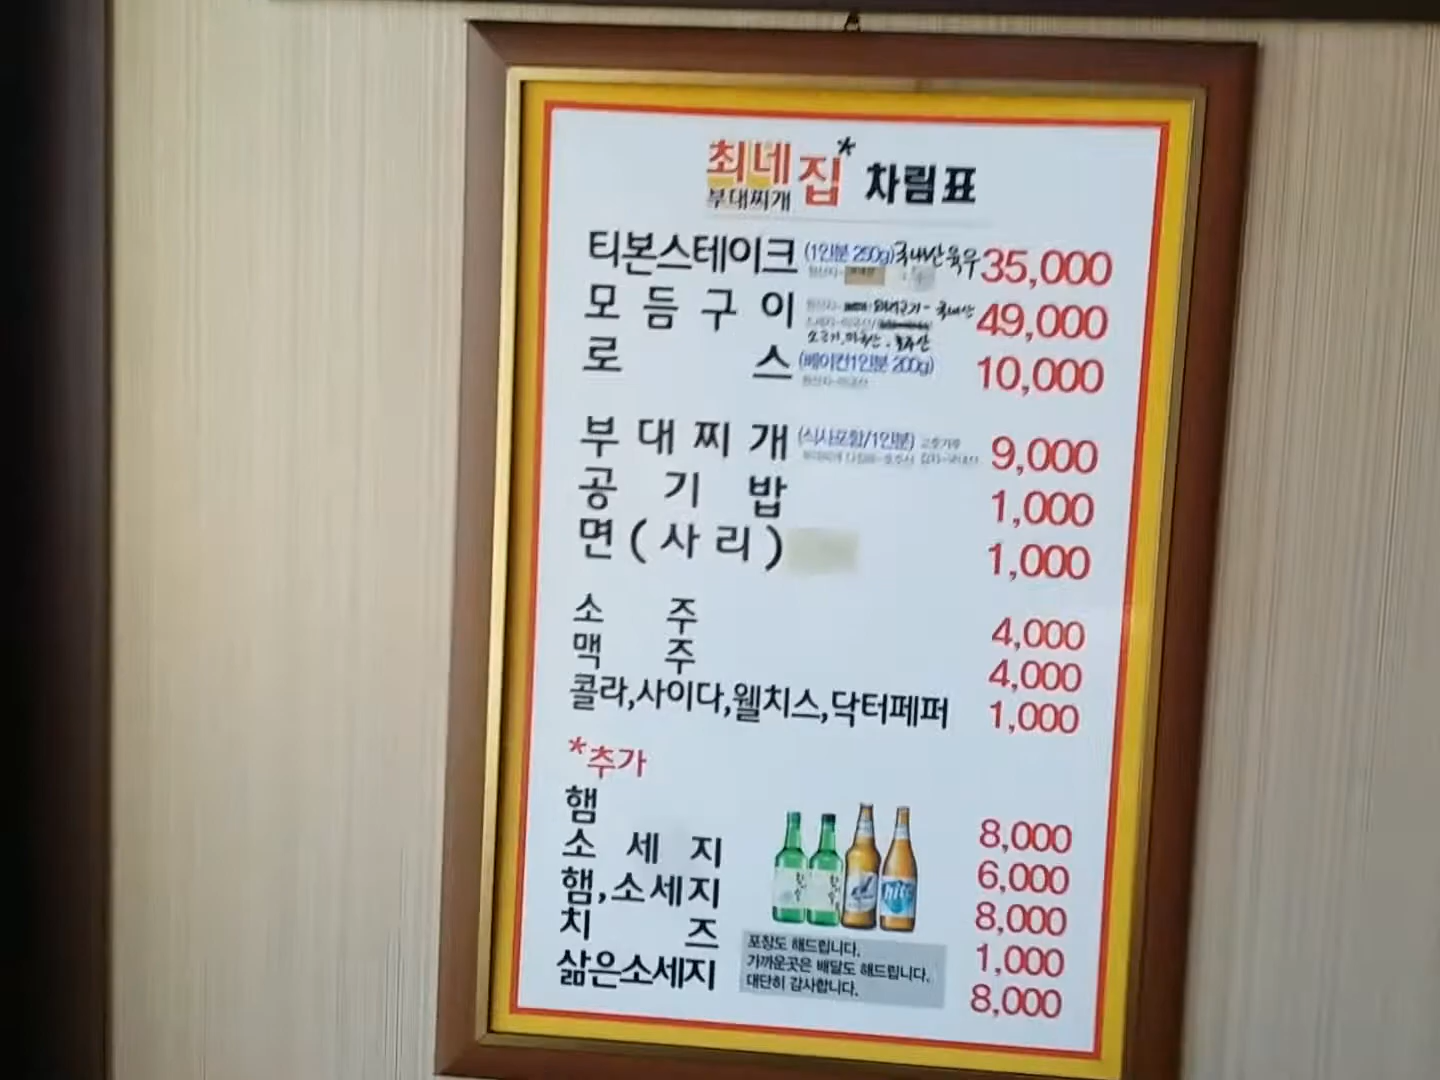 최네집*
부대찌개
차림표
티본스테이크 (1인분 250g) 국내산 육우 35,000
모듬구이 49,000
로스 (베이컨1인분 200g) 10,000
부대찌개 (식사포함/1인분) 9,000
공기밥 1,000
면(사리) 1,000
소주 4,000
맥주 4,000
콜라,사이다,웰치스,닥터페퍼 1,000
*추가
햄 8,000
소세지 6,000
햄,소세지 8,000
치즈 1,000
삶은소세지 8,000
포장도 해드립니다.
가까운곳은 배달도 해드립니다.
대단히 감사합니다.